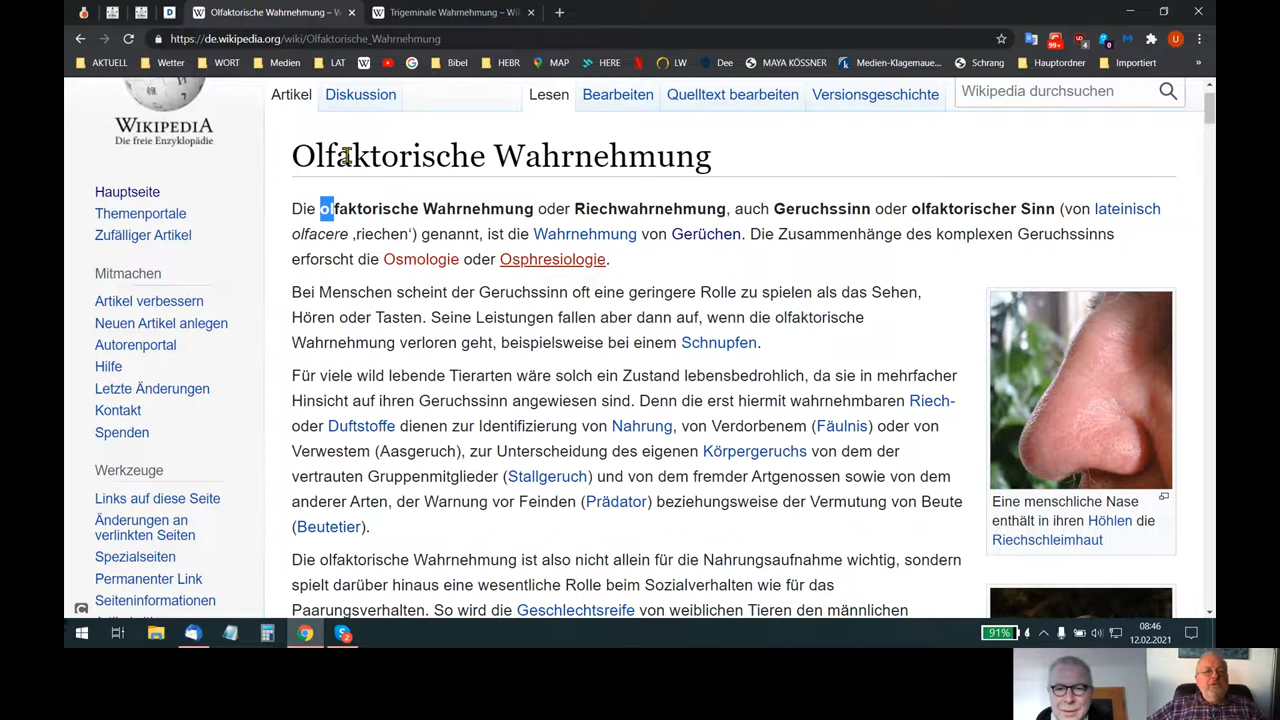 Olfaktorische Wahrnehmung – W
Trigeminale Wahrnehmung – Wi
https://de.wikipedia.org/wiki/Olfaktorische_Wahrnehmung
99+
4
0
U
AKTUELL
Wetter
WORT
Medien
LAT
Bibel
HEBR
MAP
HERE
LW
Dee
MAYA KÖSSNER
Medien-Klagemaue...
Schrang
Hauptordner
Importiert
»
WIKIPEDIA
Die freie Enzyklopädie
Artikel
Diskussion
Lesen
Bearbeiten
Quelltext bearbeiten
Versionsgeschichte
Wikipedia durchsuchen
Hauptseite
Themenportale
Zufälliger Artikel
Mitmachen
Artikel verbessern
Neuen Artikel anlegen
Autorenportal
Hilfe
Letzte Änderungen
Kontakt
Spenden
Werkzeuge
Links auf diese Seite
Änderungen an
verlinkten Seiten
Spezialseiten
Permanenter Link
Seiteninformationen
Olfaktorische Wahrnehmung
Die olfaktorische Wahrnehmung oder Riechwahrnehmung, auch Geruchssinn oder olfaktorischer Sinn (von lateinisch
olfacere ‚riechen‘) genannt, ist die Wahrnehmung von Gerüchen. Die Zusammenhänge des komplexen Geruchssinns
erforscht die Osmologie oder Osphresiologie.
Bei Menschen scheint der Geruchssinn oft eine geringere Rolle zu spielen als das Sehen,
Hören oder Tasten. Seine Leistungen fallen aber dann auf, wenn die olfaktorische
Wahrnehmung verloren geht, beispielsweise bei einem Schnupfen.
Für viele wild lebende Tierarten wäre solch ein Zustand lebensbedrohlich, da sie in mehrfacher
Hinsicht auf ihren Geruchssinn angewiesen sind. Denn die erst hiermit wahrnehmbaren Riech-
oder Duftstoffe dienen zur Identifizierung von Nahrung, von Verdorbenem (Fäulnis) oder von
Verwestem (Aasgeruch), zur Unterscheidung des eigenen Körpergeruchs von dem der
vertrauten Gruppenmitglieder (Stallgeruch) und von dem fremder Artgenossen sowie von dem
anderer Arten, der Warnung vor Feinden (Prädator) beziehungsweise der Vermutung von Beute
(Beutetier).
Die olfaktorische Wahrnehmung ist also nicht allein für die Nahrungsaufnahme wichtig, sondern
spielt darüber hinaus eine wesentliche Rolle beim Sozialverhalten wie für das
Paarungsverhalten. So wird die Geschlechtsreife von weiblichen Tieren den männlichen
Eine menschliche Nase
enthält in ihren Höhlen die
Riechschleimhaut
91%
08:46
12.02.2021